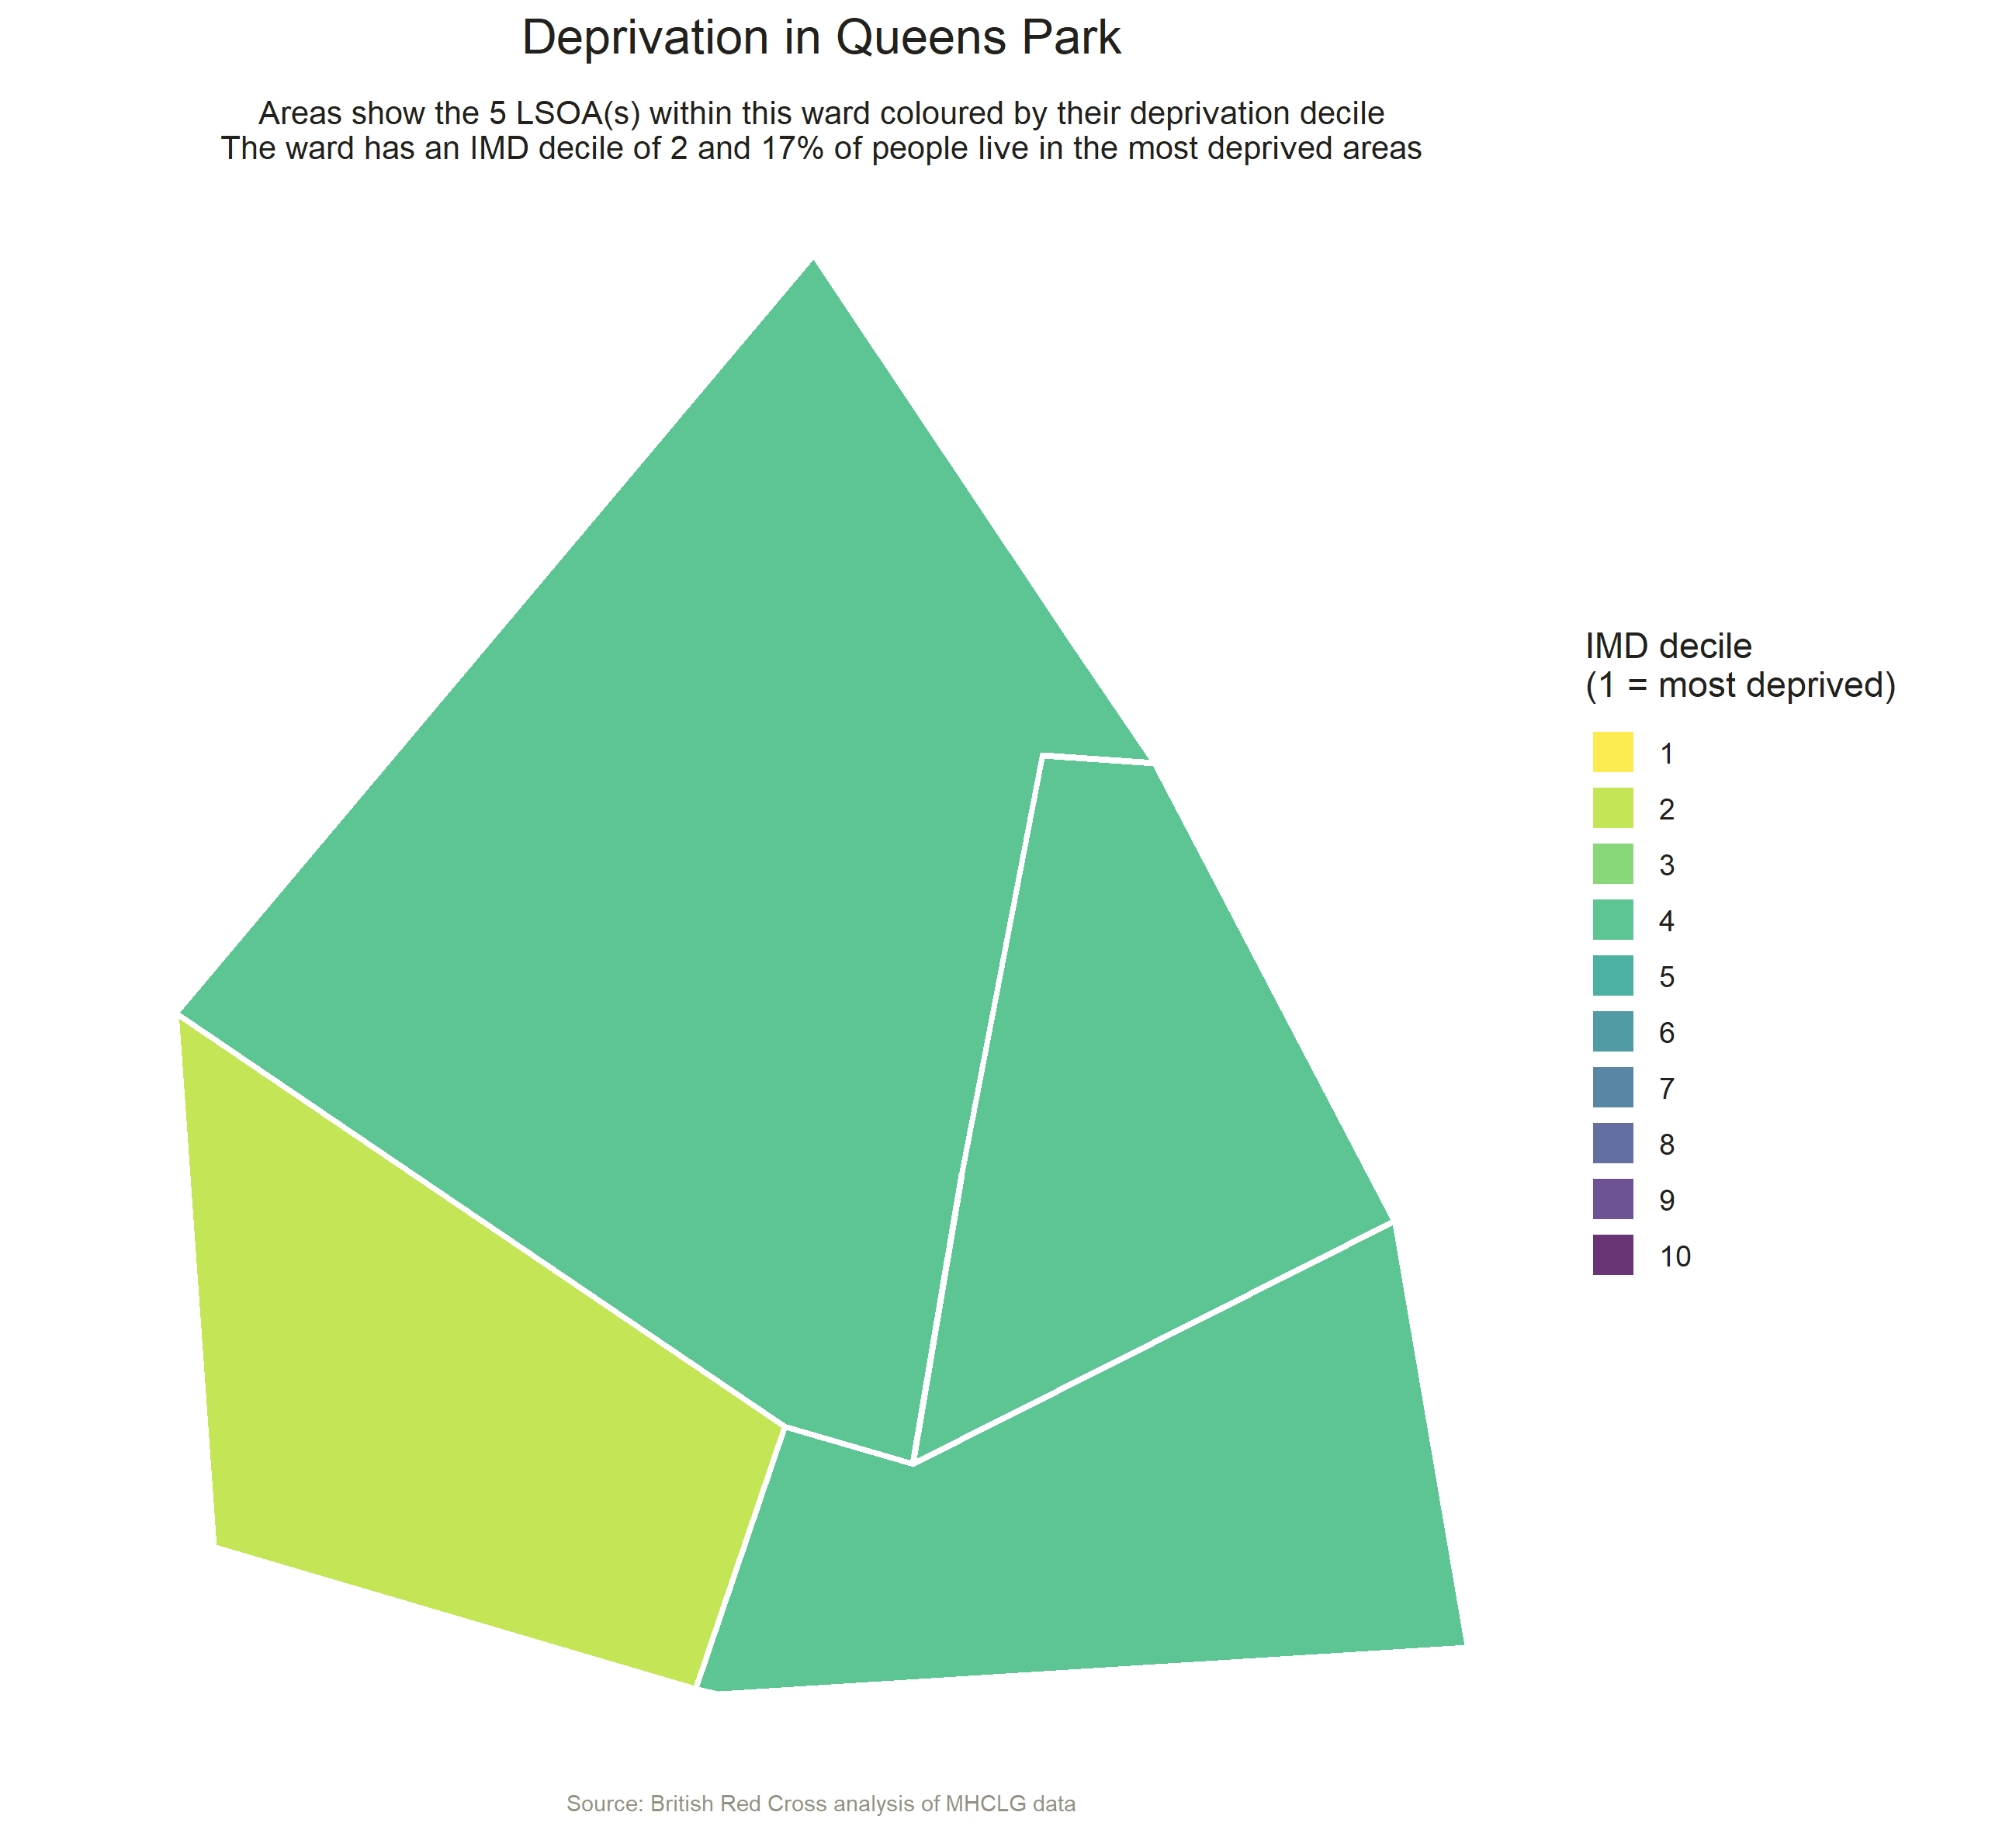 Deprivation in Queens Park
Areas show the 5 LSOA(s) within this ward coloured by their deprivation decile
The ward has an IMD decile of 2 and 17% of people live in the most deprived areas
IMD decile
(1 = most deprived)
1
2
3
4
5
6
7
8
9
10
Source: British Red Cross analysis of MHCLG data